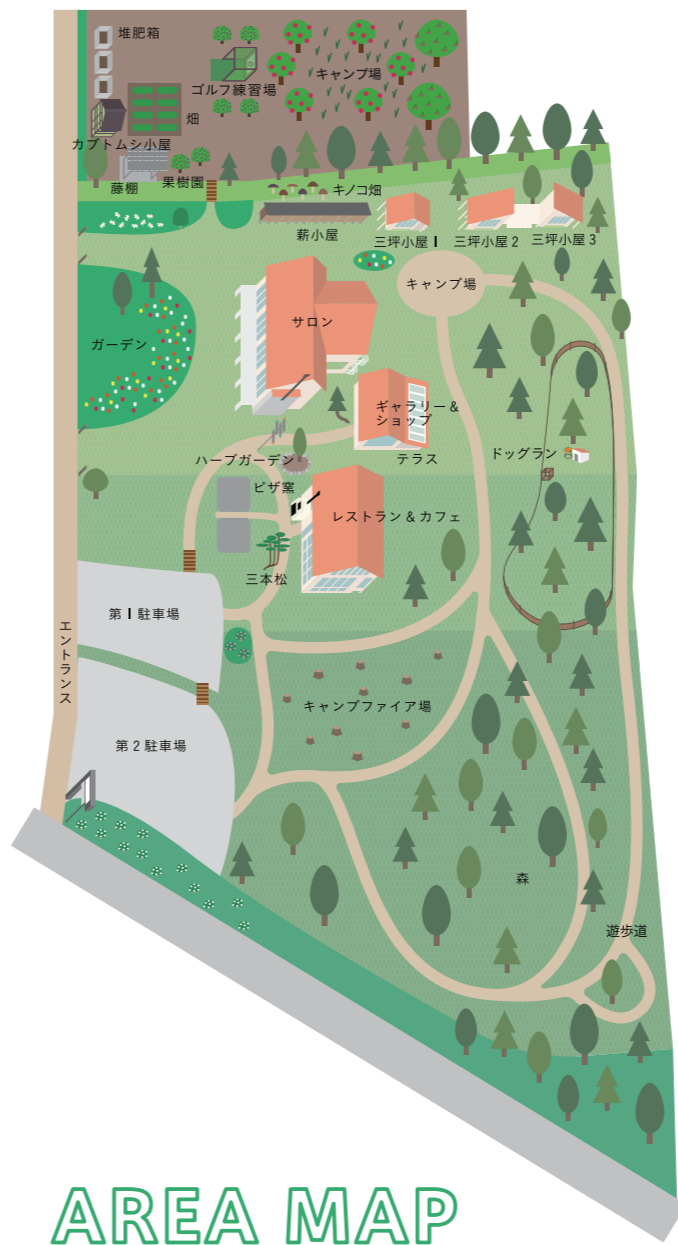 堆肥箱
ゴルフ練習場
キャンプ場
畑
カブトムシ小屋
藤棚
果樹園
キノコ畑
薪小屋
三坪小屋 1
三坪小屋 2
三坪小屋 3
キャンプ場
サロン
ガーデン
ギャラリー &
ショップ
テラス
ドッグラン
ハーブガーデン
ピザ窯
レストラン & カフェ
三本松
第 1 駐車場
エントランス
キャンプファイア場
第 2 駐車場
森
遊歩道
AREA MAP